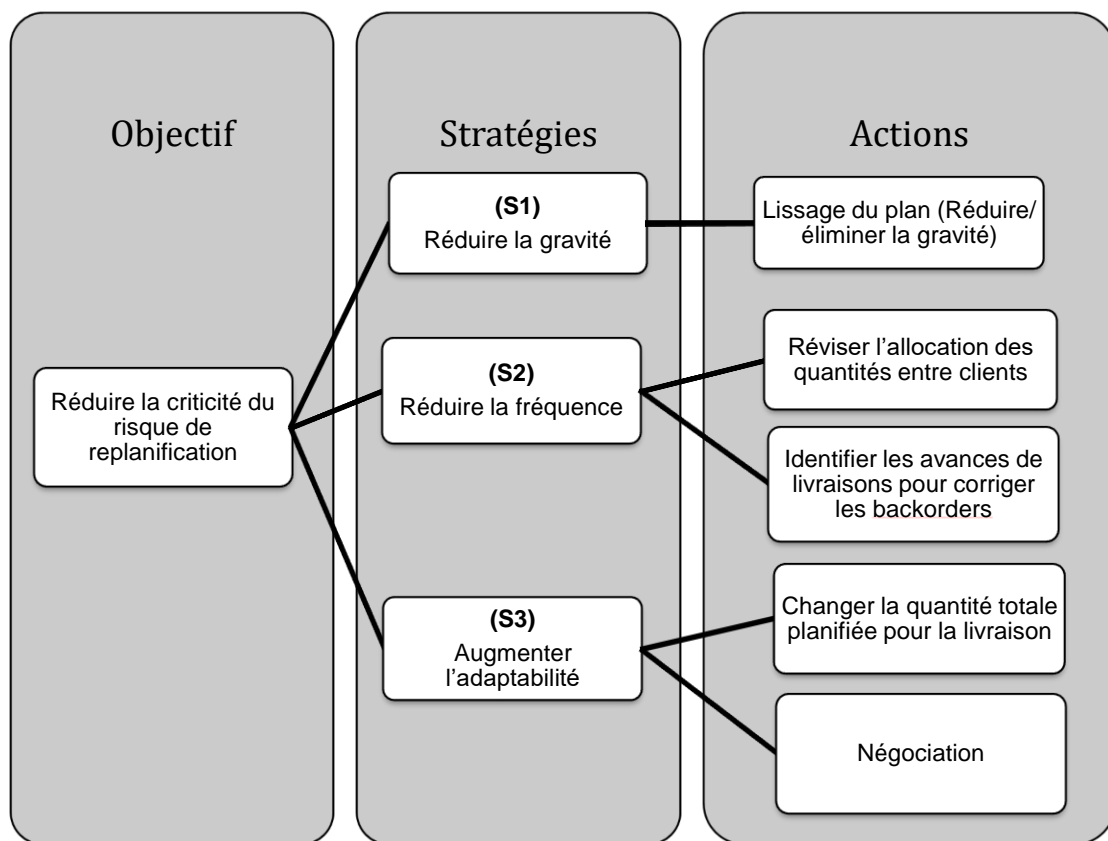 Objectif
Stratégies
Actions
Réduire la criticité du
risque de
replanification
(S1)
Réduire la gravité
(S2)
Réduire la fréquence
(S3)
Augmenter
l’adaptabilité
Lissage du plan (Réduire/
éliminer la gravité)
Réviser l’allocation des
quantités entre clients
Identifier les avances de
livraisons pour corriger
les backorders
Changer la quantité totale
planifiée pour la livraison
Négociation